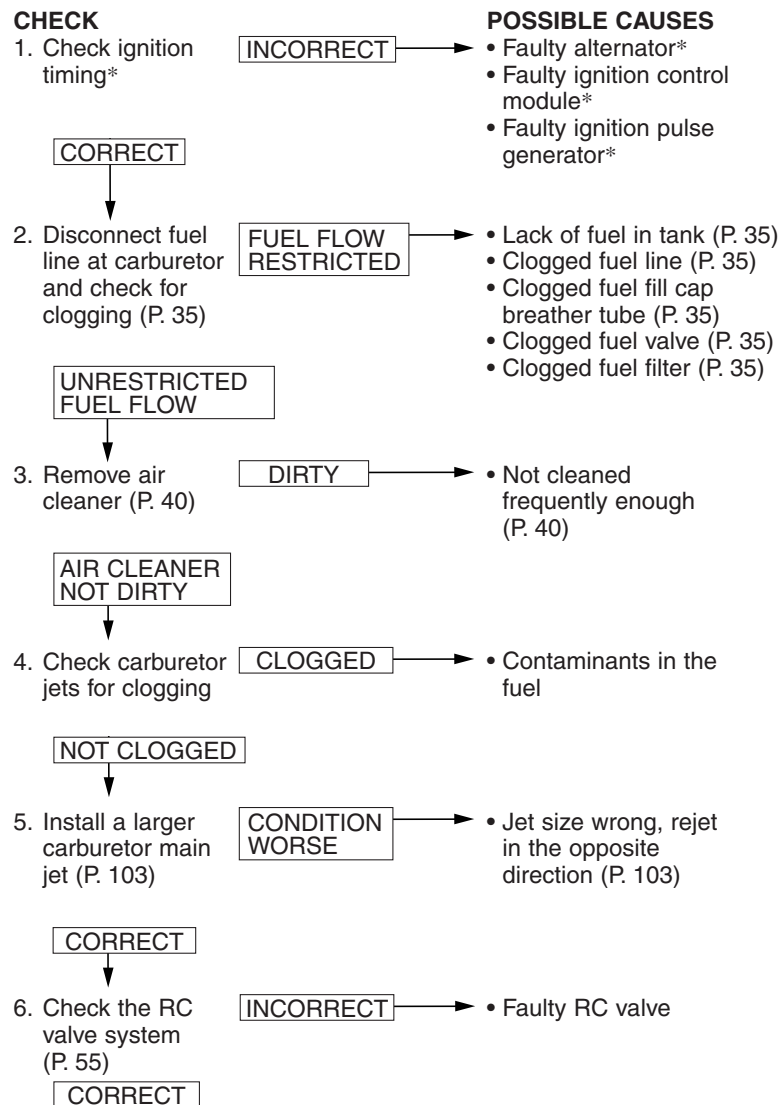 CHECK
POSSIBLE CAUSES
1. Check ignition
timing*
INCORRECT
• Faulty alternator*
• Faulty ignition control
module*
• Faulty ignition pulse
generator*
CORRECT
2. Disconnect fuel
line at carburetor
and check for
clogging (P. 35)
FUEL FLOW
RESTRICTED
• Lack of fuel in tank (P. 35)
• Clogged fuel line (P. 35)
• Clogged fuel fill cap
breather tube (P. 35)
• Clogged fuel valve (P. 35)
• Clogged fuel filter (P. 35)
UNRESTRICTED
FUEL FLOW
3. Remove air
cleaner (P. 40)
DIRTY
• Not cleaned
frequently enough
(P. 40)
AIR CLEANER
NOT DIRTY
4. Check carburetor
jets for clogging
CLOGGED
• Contaminants in the
fuel
NOT CLOGGED
5. Install a larger
carburetor main
jet (P. 103)
CONDITION
WORSE
• Jet size wrong, rejet
in the opposite
direction (P. 103)
CORRECT
6. Check the RC
valve system
(P. 55)
INCORRECT
• Faulty RC valve
CORRECT